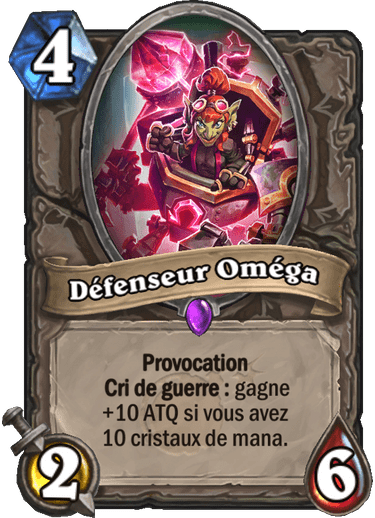 4
Défenseur Oméga
Provocation
Cri de guerre : gagne
+10 ATQ si vous avez
10 cristaux de mana.
2
6